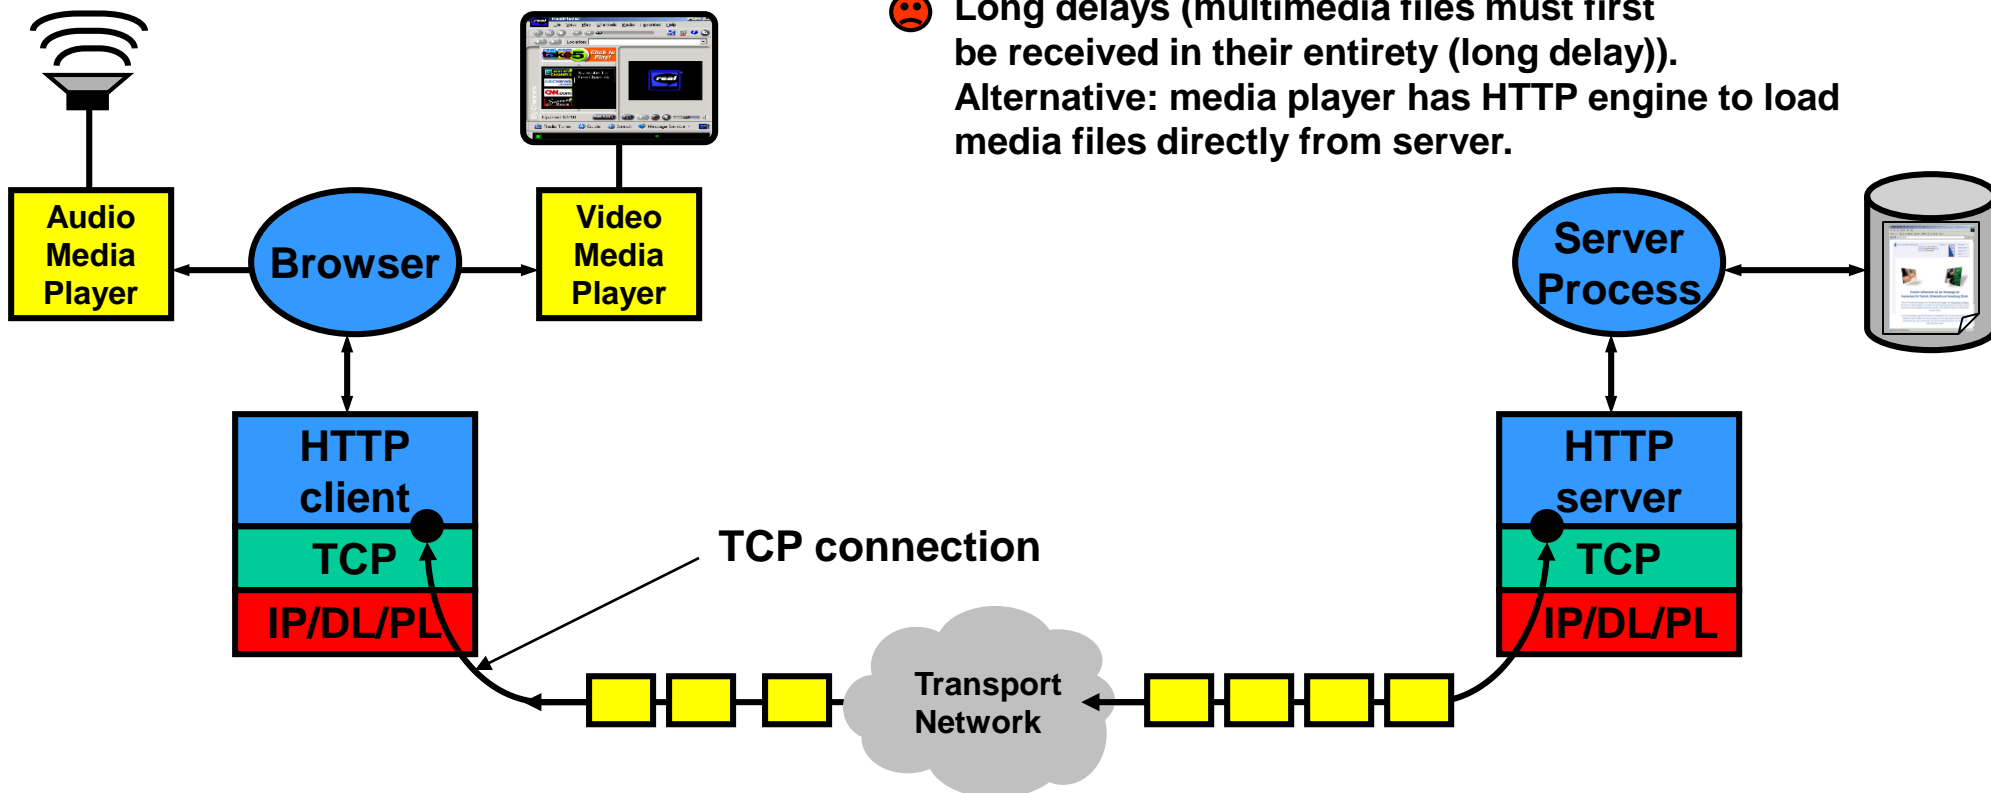 Long delays (multimedia files must first
be received in their entirety (long delay)).
Alternative: media player has HTTP engine to load
media files directly from server.
Audio
Media
Player
Browser
Video
Media
Player
Server
Process
HTTP
client
TCP
IP/DL/PL
TCP connection
Transport
Network
HTTP
server
TCP
IP/DL/PL